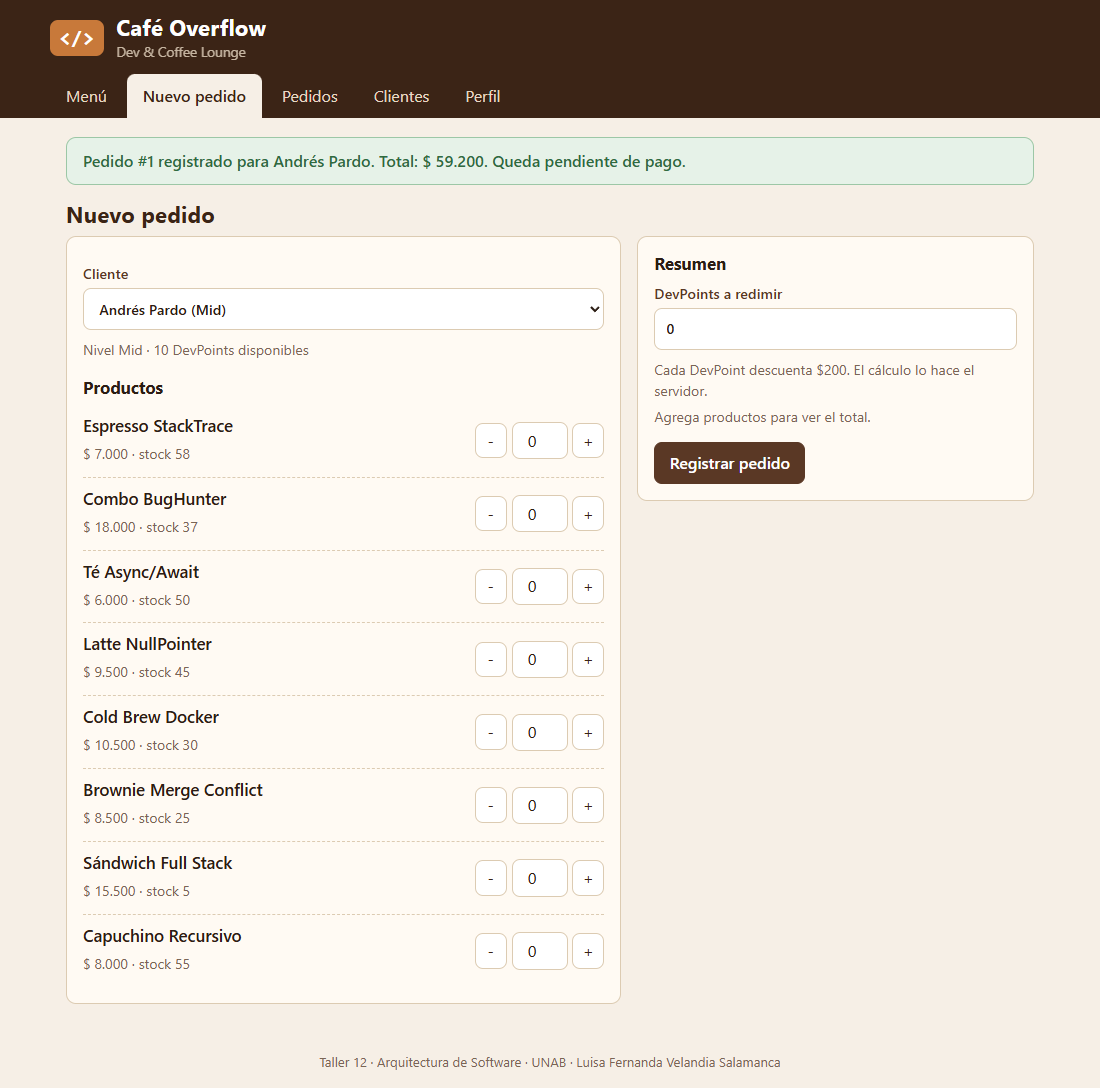 </>
Café Overflow
Dev & Coffee Lounge
Menú
Nuevo pedido
Pedidos
Clientes
Perfil
Pedido #1 registrado para Andrés Pardo. Total: $ 59.200. Queda pendiente de pago.
Nuevo pedido
Cliente
Andrés Pardo (Mid)
Nivel Mid · 10 DevPoints disponibles
Productos
Espresso StackTrace
$ 7.000 · stock 58
- 0 +
Combo BugHunter
$ 18.000 · stock 37
- 0 +
Té Async/Await
$ 6.000 · stock 50
- 0 +
Latte NullPointer
$ 9.500 · stock 45
- 0 +
Cold Brew Docker
$ 10.500 · stock 30
- 0 +
Brownie Merge Conflict
$ 8.500 · stock 25
- 0 +
Sándwich Full Stack
$ 15.500 · stock 5
- 0 +
Capuchino Recursivo
$ 8.000 · stock 55
- 0 +
Resumen
DevPoints a redimir
0
Cada DevPoint descuenta $200. El cálculo lo hace el
servidor.
Agrega productos para ver el total.
Registrar pedido
Taller 12 · Arquitectura de Software · UNAB · Luisa Fernanda Velandia Salamanca